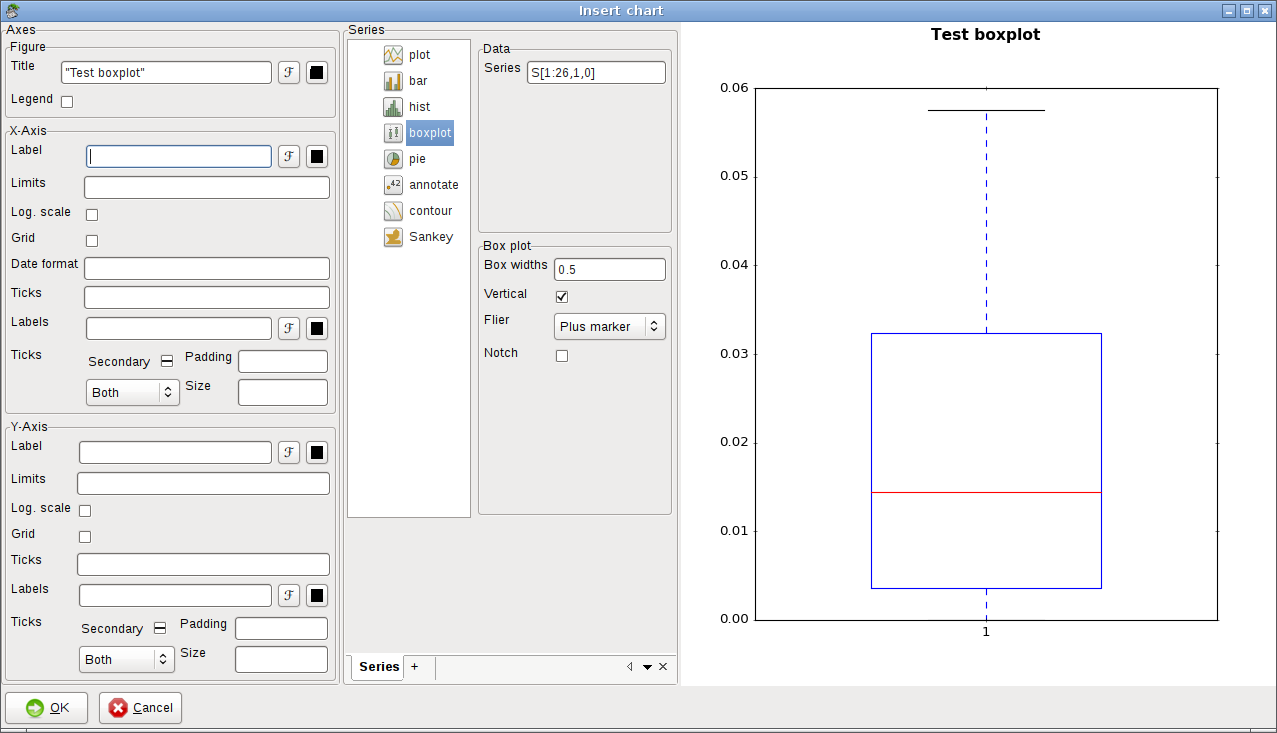 Insert chart
Axes
Figure
Title "Test boxplot" ℱ
Legend
X-Axis
Label ℱ
Limits
Log. scale
Grid
Date format
Ticks
Labels ℱ
Ticks Secondary Padding
Both Size
Y-Axis
Label ℱ
Limits
Log. scale
Grid
Ticks
Labels ℱ
Ticks Secondary Padding
Both Size
Series
plot
bar
hist
boxplot
pie
.42 annotate
contour
Sankey
Data
Series S[1:26,1,0]
Box plot
Box widths 0.5
Vertical
Flier Plus marker
Notch
Series +
Test boxplot
0.06
0.05
0.04
0.03
0.02
0.01
0.00
1
OK Cancel